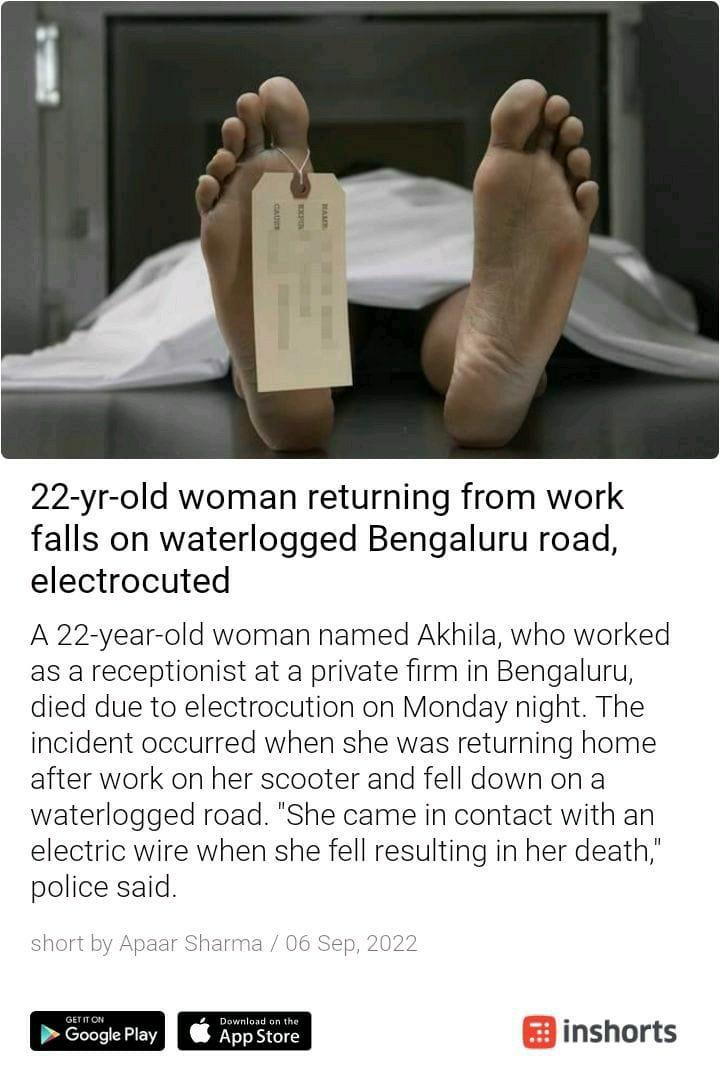 NAME
EXPIR
CAUSE
22-yr-old woman returning from work
falls on waterlogged Bengaluru road,
electrocuted
A 22-year-old woman named Akhila, who worked
as a receptionist at a private firm in Bengaluru,
died due to electrocution on Monday night. The
incident occurred when she was returning home
after work on her scooter and fell down on a
waterlogged road. "She came in contact with an
electric wire when she fell resulting in her death,"
police said.
short by Apaar Sharma / 06 Sep, 2022
GET IT ON
Google Play
Download on the
App Store
inshorts